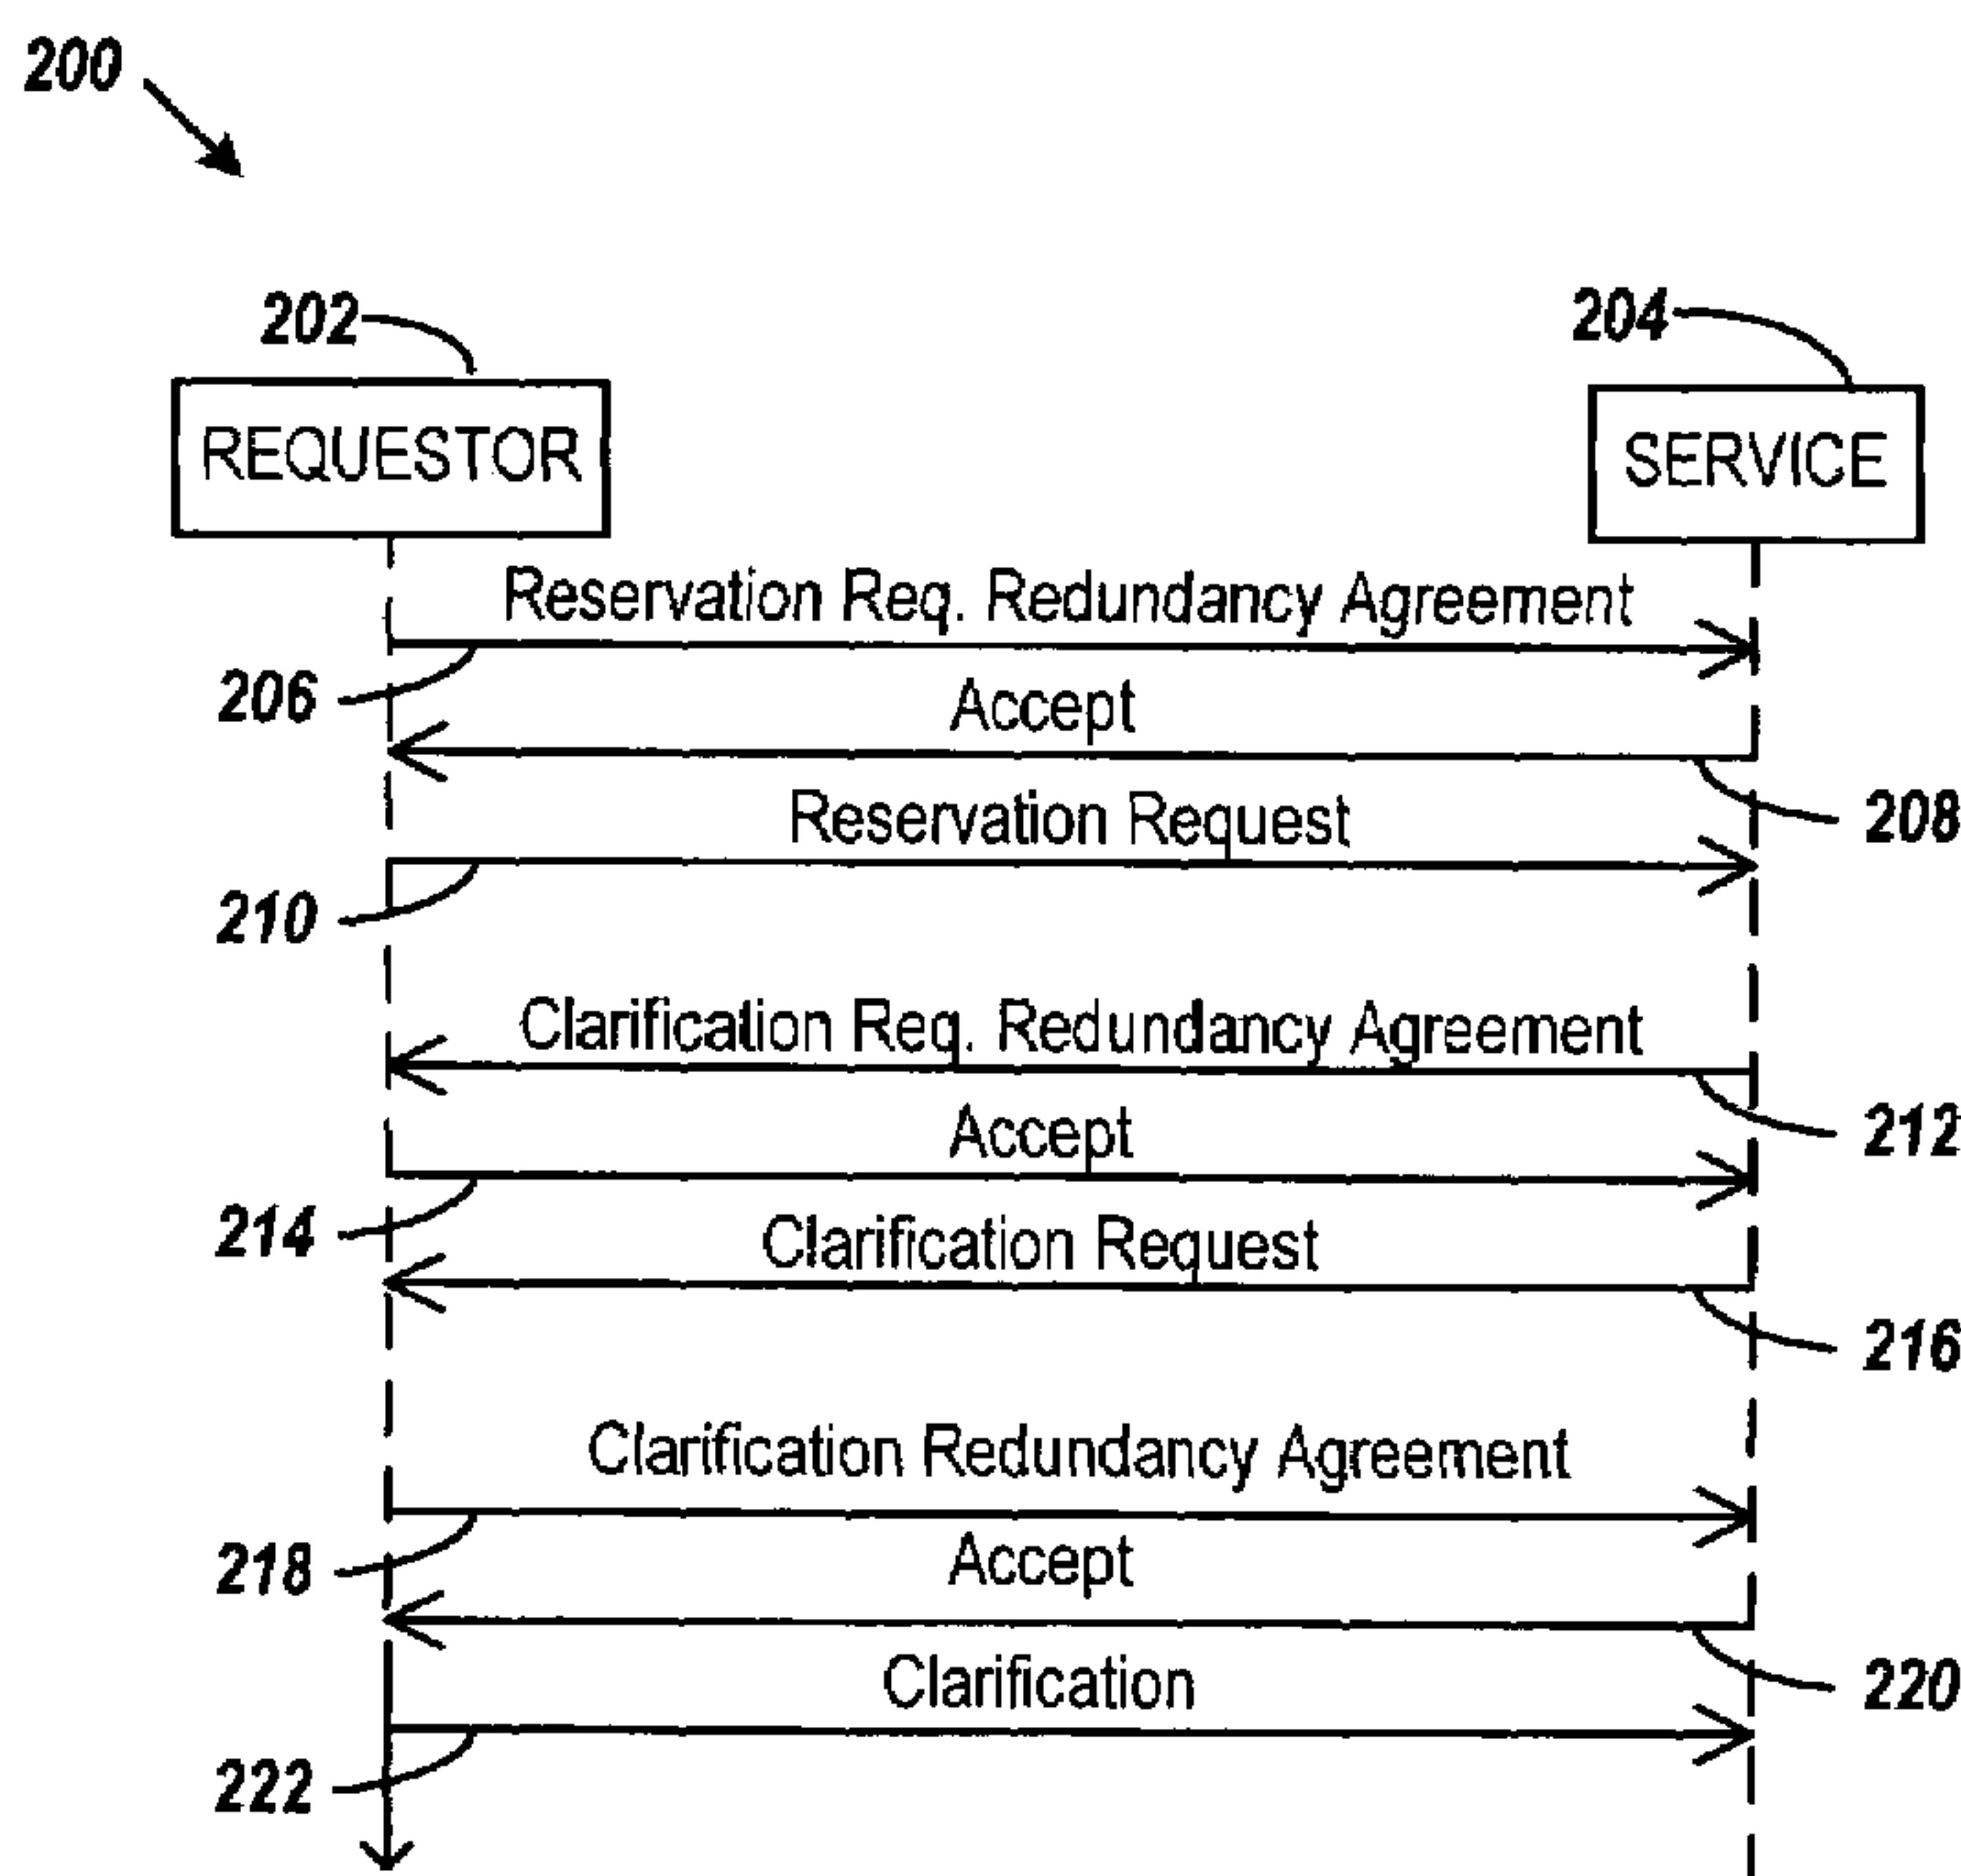 200
202
204
REQUESTOR
SERVICE
Reservation Req. Redundancy Agreement
206
Accept
208
Reservation Request
210
Clarification Req. Redundancy Agreement
212
Accept
214
Clarification Request
216
Clarification Redundancy Agreement
218
Accept
220
Clarification
222